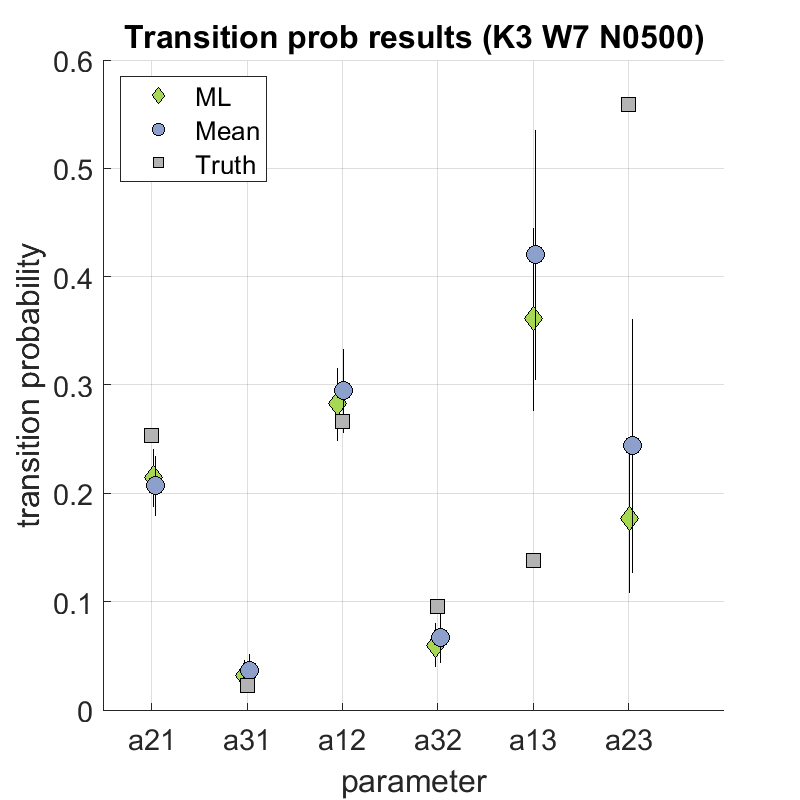 Transition prob results (K3 W7 N0500)
ML
Mean
Truth
transition probability
0.6
0.5
0.4
0.3
0.2
0.1
0
a21 a31 a12 a32 a13 a23
parameter